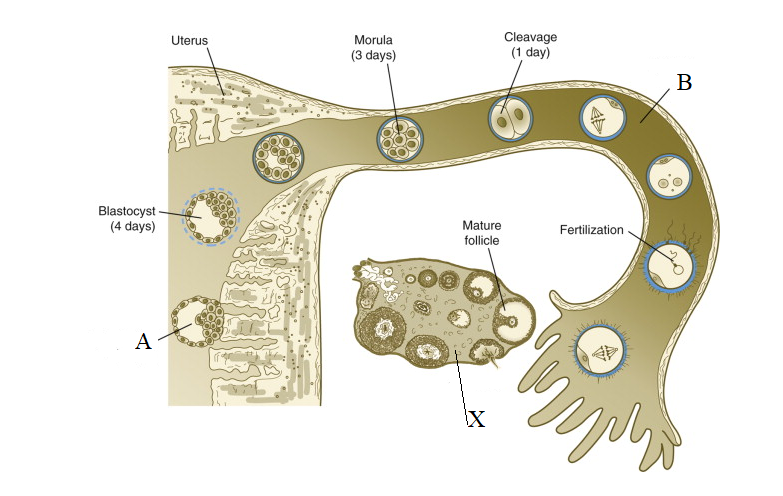 Uterus
Morula
(3 days)
Cleavage
(1 day)
B
Blastocyst
(4 days)
Mature
follicle
Fertilization
A
X